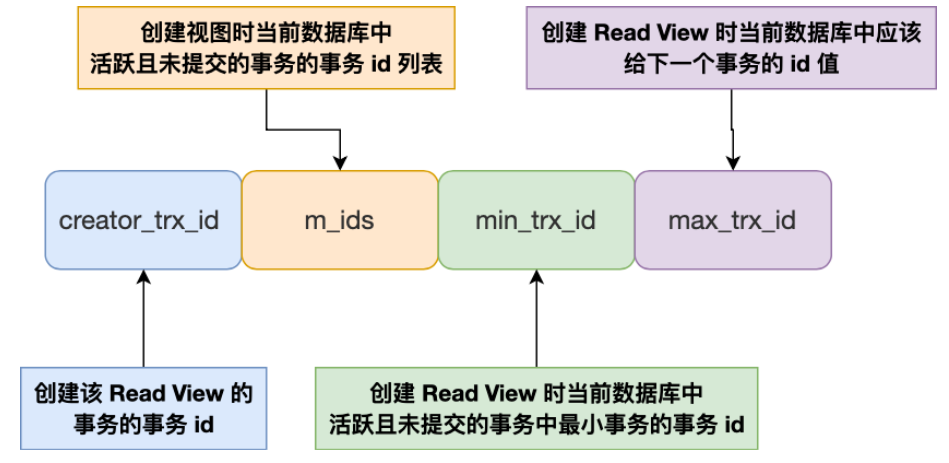 创建视图时当前数据库中
活跃且未提交的事务的事务 id 列表
创建 Read View 时当前数据库中应该
给下一个事务的 id 值
creator_trx_id
m_ids
min_trx_id
max_trx_id
创建该 Read View 的
事务的事务 id
创建 Read View 时当前数据库中
活跃且未提交的事务中最小事务的事务 id